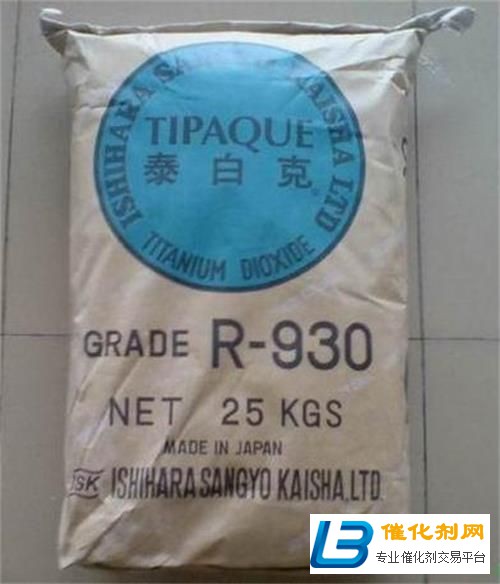 ISHIHARA SANGYO KAISHA LTD
TIPAQUE
泰白克
TITANIUM DIOXIDE
GRADE R-930
NET 25 KGS
MADE IN JAPAN
ISK ISHIHARA SANGYO KAISHA, LTD.
LB 催化剂网
专业催化剂交易平台